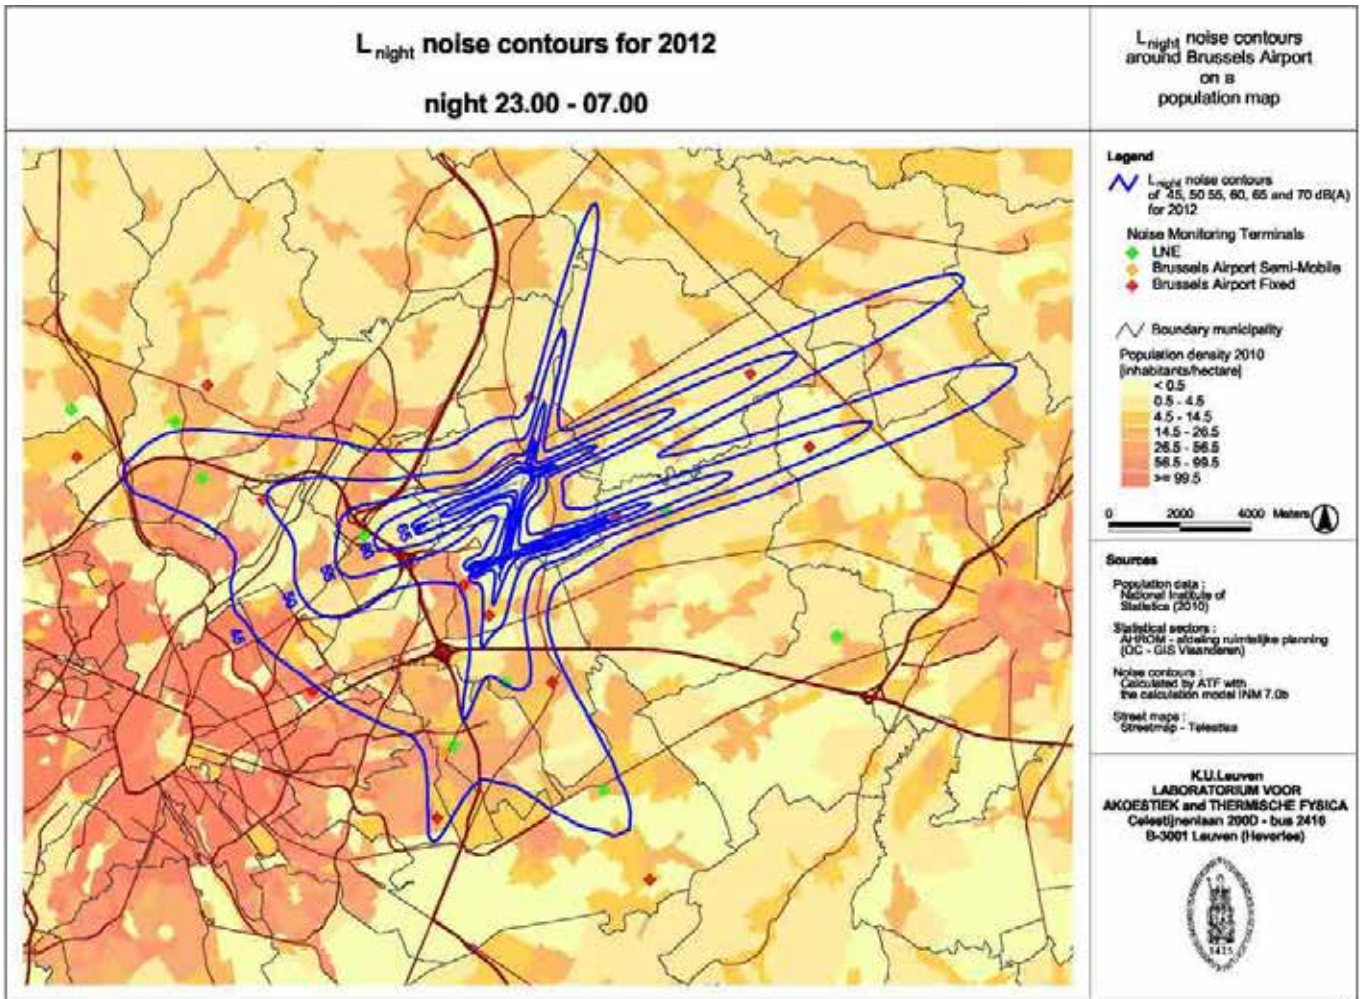 L night noise contours for 2012
night 23.00 - 07.00
L night noise contours
around Brussels Airport
on a
population map
Legend
L night noise contours
of 45, 50 55, 60, 65 and 70 dB(A)
for 2012
Noise Monitoring Terminals
LNE
Brussels Airport Semi-Mobile
Brussels Airport Fixed
Boundary municipality
Population density 2010
[inhabitants/hectare]
< 0.5
0.5 - 4.5
4.5 - 14.5
14.5 - 26.5
26.5 - 56.5
56.5 - 99.5
>= 99.5
0 2000 4000 Meters
Sources
Population data :
National Institute of
Statistics (2010)
Statistical sectors :
AHROM - afdeling ruimtelijke planning
(OC - GIS Vlaanderen)
Noise contours :
Calculated by ATF with
the calculation model INM 7.0b
Street maps :
Streetmap - Teleatlas
K.U.Leuven
LABORATORIUM VOOR
AKOESTIEK and THERMISCHE FYSICA
Celestijnenlaan 200D - bus 2416
B-3001 Leuven (Heverlee)
1425
50
45